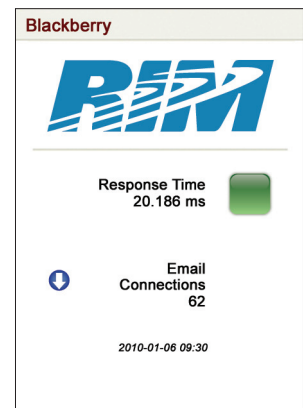 Blackberry
RIM
Response Time
20.186 ms
Email
Connections
62
2010-01-06 09:30